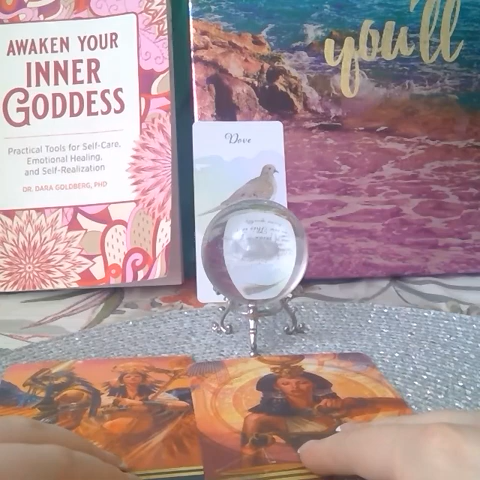 AWAKEN YOUR
INNER
GODDESS
Practical Tools for Self-Care,
Emotional Healing,
and Self-Realization
DR. DARA GOLDBERG, PHD
you'll
Dove